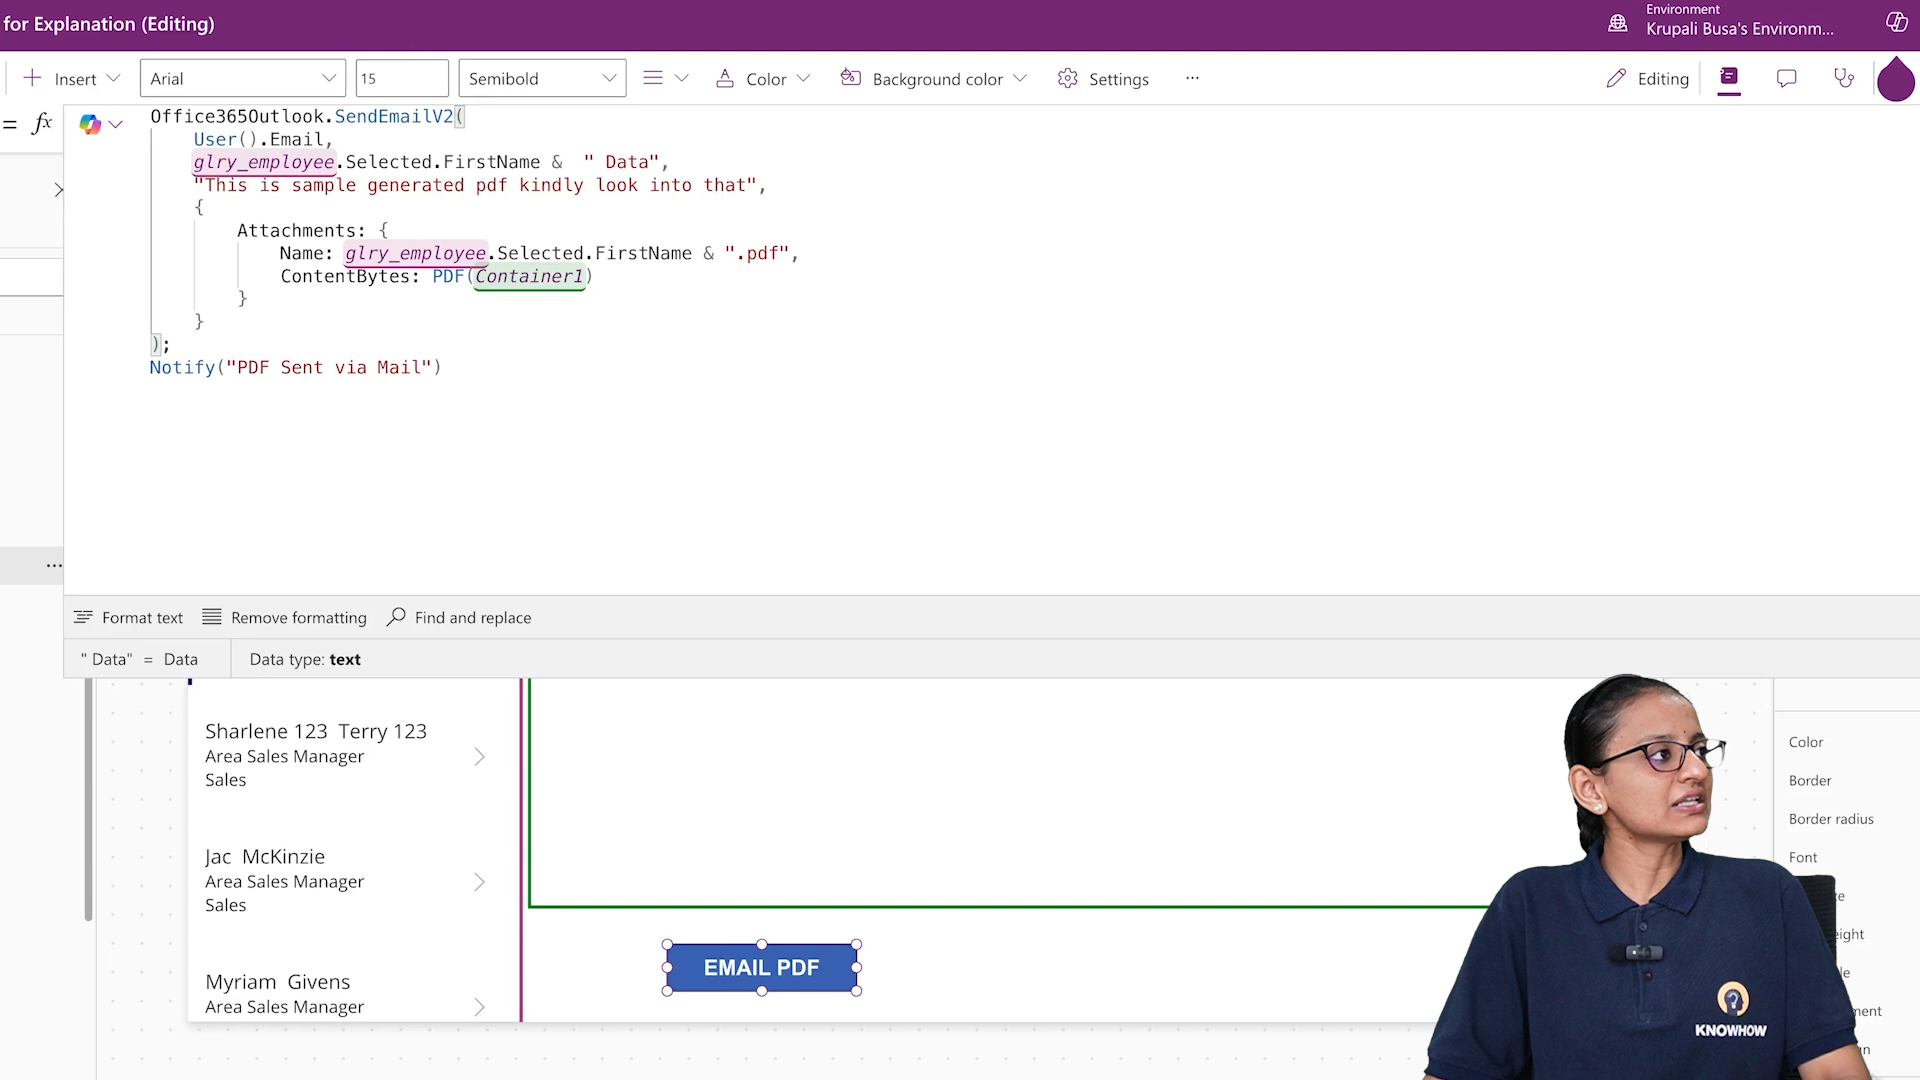 for Explanation (Editing)
Environment
Krupali Busa's Environm...
Insert
Arial
15
Semibold
Color
Background color
Settings
...
Editing
= fx
Office365Outlook.SendEmailV2(
User().Email,
glry_employee.Selected.FirstName & " Data",
"This is sample generated pdf kindly look into that",
{
Attachments: {
Name: glry_employee.Selected.FirstName & ".pdf",
ContentBytes: PDF(Container1)
}
}
);
Notify("PDF Sent via Mail")
...
Format text
Remove formatting
Find and replace
" Data" = Data
Data type: text
Sharlene 123 Terry 123
Area Sales Manager
Sales
Jac McKinzie
Area Sales Manager
Sales
Myriam Givens
Area Sales Manager
EMAIL PDF
Color
Border
Border radius
Font
KNOWHOW